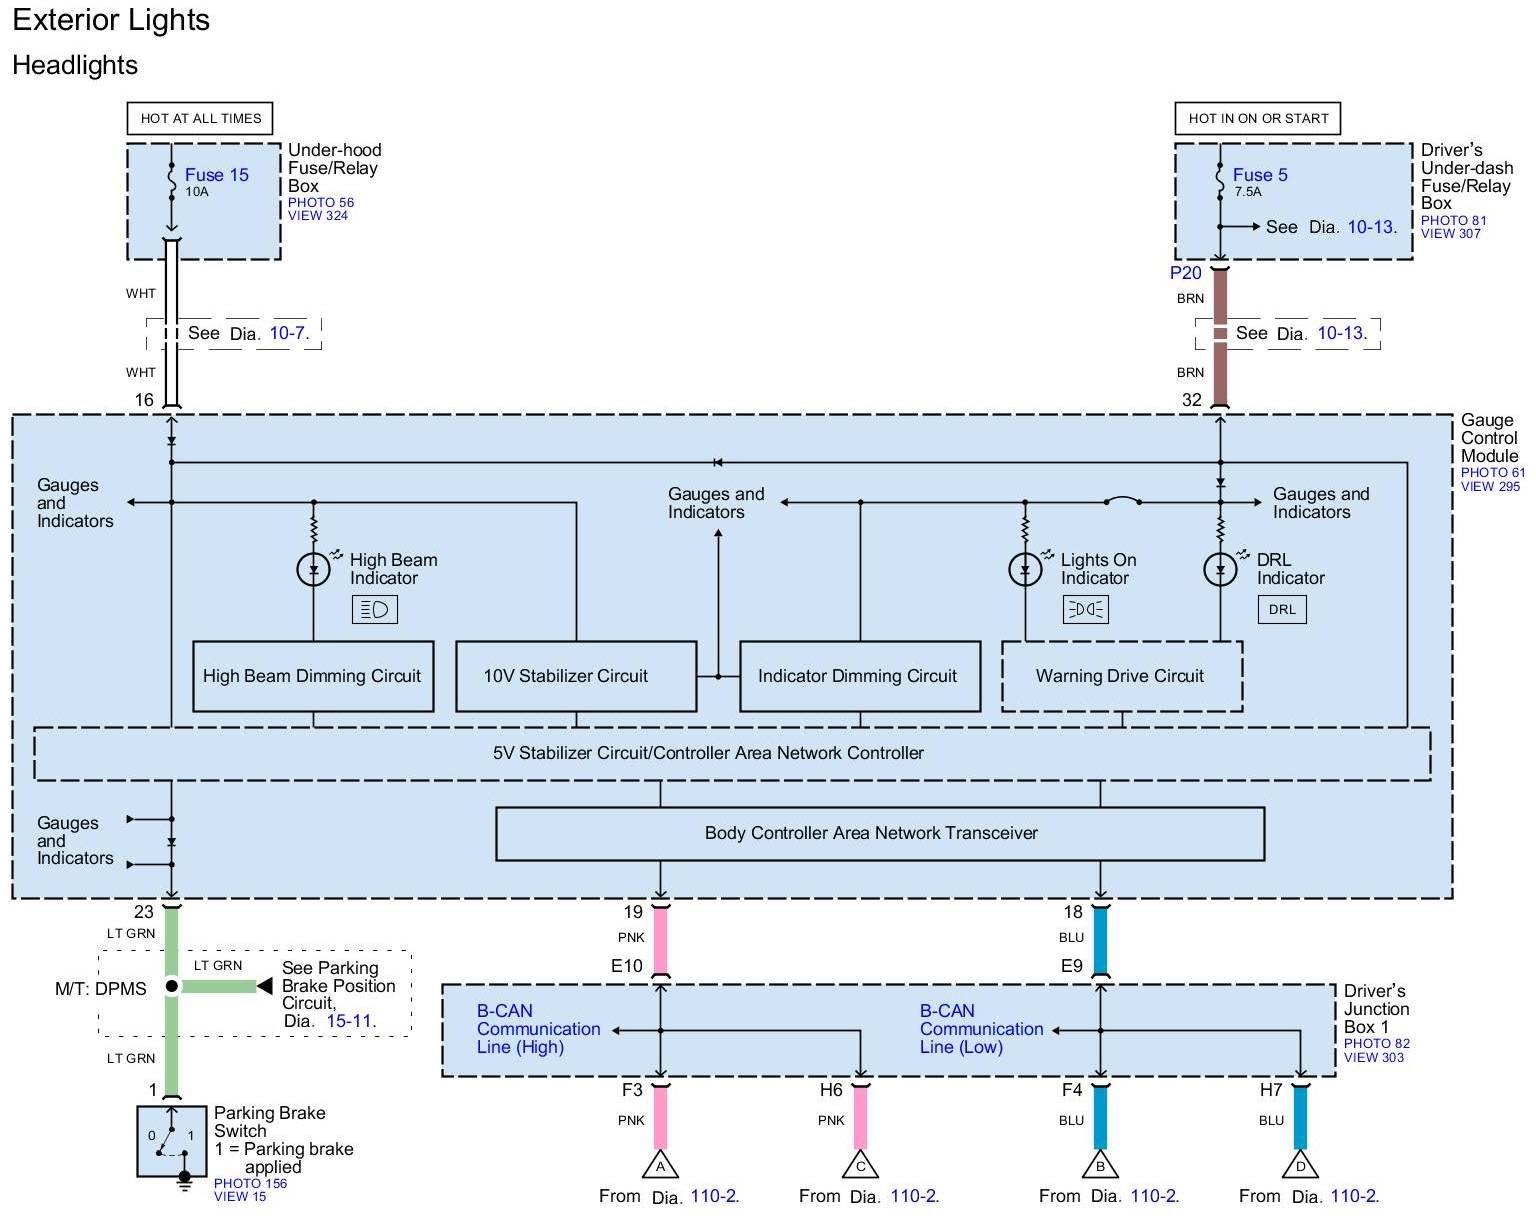 Exterior Lights
Headlights
HOT AT ALL TIMES
Fuse 15
10A
Under-hood
Fuse/Relay
Box
PHOTO 56
VIEW 324
HOT IN ON OR START
Fuse 5
7.5A
See Dia. 10-13.
Driver's
Under-dash
Fuse/Relay
Box
PHOTO 81
VIEW 307
WHT
See Dia. 10-7.
WHT
16
P20
BRN
See Dia. 10-13.
BRN
32
Gauge
Control
Module
PHOTO 61
VIEW 295
Gauges
and
Indicators
Gauges and
Indicators
Gauges and
Indicators
High Beam
Indicator
Lights On
Indicator
DRL
Indicator
DRL
High Beam Dimming Circuit
10V Stabilizer Circuit
Indicator Dimming Circuit
Warning Drive Circuit
5V Stabilizer Circuit/Controller Area Network Controller
Gauges
and
Indicators
Body Controller Area Network Transceiver
23
LT GRN
19
PNK
E10
18
BLU
E9
M/T: DPMS
LT GRN
See Parking
Brake Position
Circuit,
Dia. 15-11.
LT GRN
1
B-CAN
Communication
Line (High)
B-CAN
Communication
Line (Low)
Driver's
Junction
Box 1
PHOTO 82
VIEW 303
F3
H6
F4
H7
PNK
PNK
BLU
BLU
0 1
Parking Brake
Switch
1 = Parking brake
applied
PHOTO 156
VIEW 15
A
C
B
D
From Dia. 110-2.
From Dia. 110-2.
From Dia. 110-2.
From Dia. 110-2.